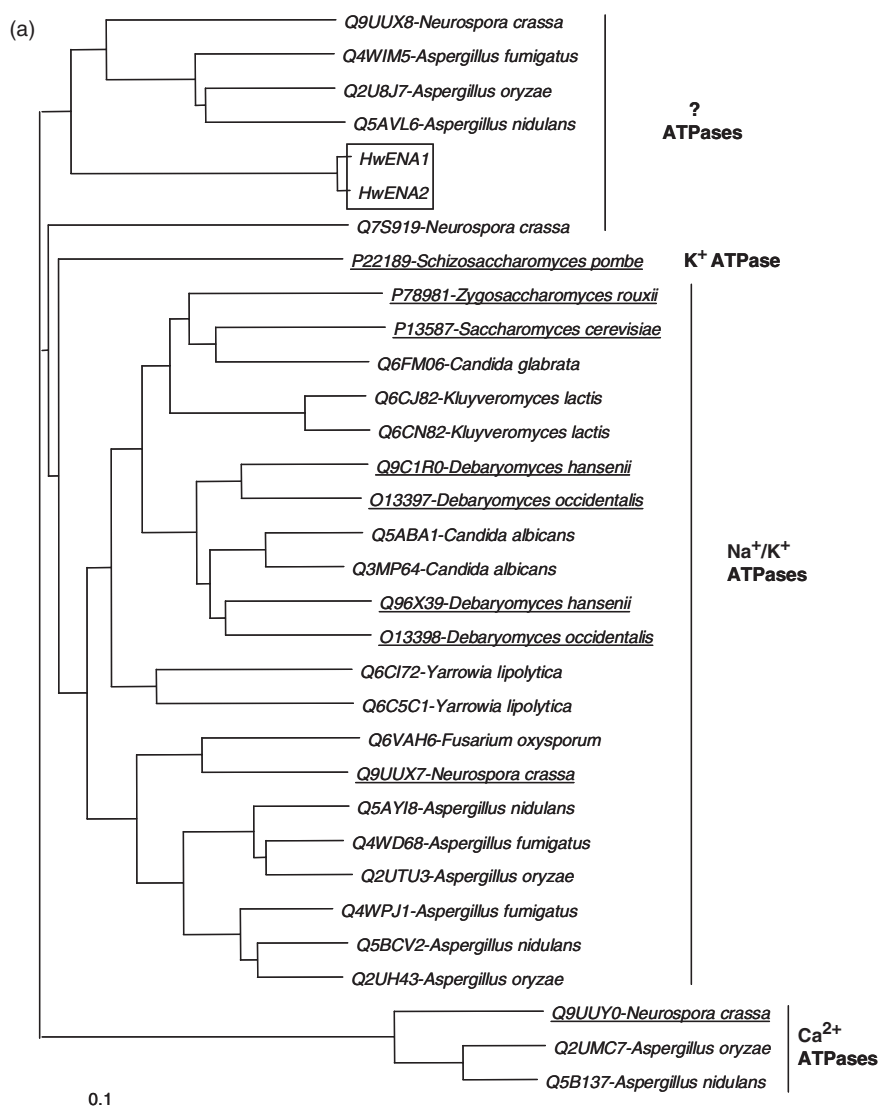 (a)
Q9UUX8-Neurospora crassa
Q4WIM5-Aspergillus fumigatus
Q2U8J7-Aspergillus oryzae
Q5AVL6-Aspergillus nidulans
?
ATPases
HwENA1
HwENA2
Q7S919-Neurospora crassa
P22189-Schizosaccharomyces pombe
K+ ATPase
P78981-Zygosaccharomyces rouxii
P13587-Saccharomyces cerevisiae
Q6FM06-Candida glabrata
Q6CJ82-Kluyveromyces lactis
Q6CN82-Kluyveromyces lactis
Q9C1R0-Debaryomyces hansenii
O13397-Debaryomyces occidentalis
Q5ABA1-Candida albicans
Q3MP64-Candida albicans
Na+/K+
ATPases
Q96X39-Debaryomyces hansenii
O13398-Debaryomyces occidentalis
Q6CI72-Yarrowia lipolytica
Q6C5C1-Yarrowia lipolytica
Q6VAH6-Fusarium oxysporum
Q9UUX7-Neurospora crassa
Q5AYI8-Aspergillus nidulans
Q4WD68-Aspergillus fumigatus
Q2UTU3-Aspergillus oryzae
Q4WPJ1-Aspergillus fumigatus
Q5BCV2-Aspergillus nidulans
Q2UH43-Aspergillus oryzae
Q9UUY0-Neurospora crassa
Q2UMC7-Aspergillus oryzae
Q5B137-Aspergillus nidulans
Ca2+
ATPases
0.1